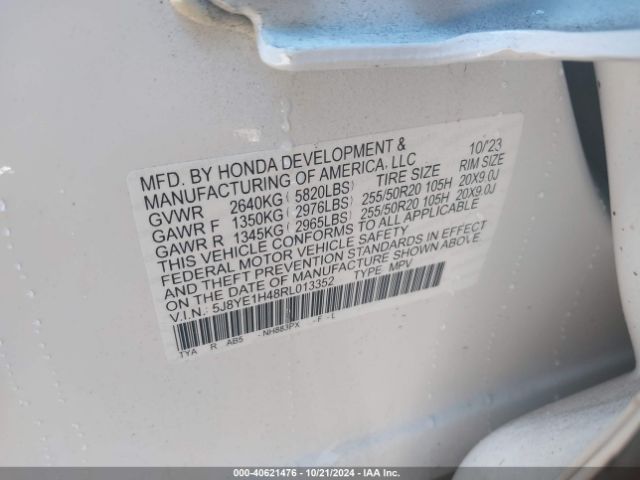 MFD. BY HONDA DEVELOPMENT & 10/'23
MANUFACTURING OF AMERICA, LLC
GVWR 2640KG ( 5820LBS) TIRE SIZE RIM SIZE
GAWR F 1350KG ( 2976LBS) 255/50R20 105H 20X9.0J
GAWR R 1345KG ( 2965LBS) 255/50R20 105H 20X9.0J
THIS VEHICLE CONFORMS TO ALL APPLICABLE
FEDERAL MOTOR VEHICLE SAFETY
AND THEFT PREVENTION STANDARDS IN EFFECT
ON THE DATE OF MANUFACTURE SHOWN ABOVE.
V.I.N.: 5J8YE1H48RL013352 TYPE MPV
TYA R AB5 - NH883PX - F - L
000-40621476 - 10/21/2024 - IAA Inc.